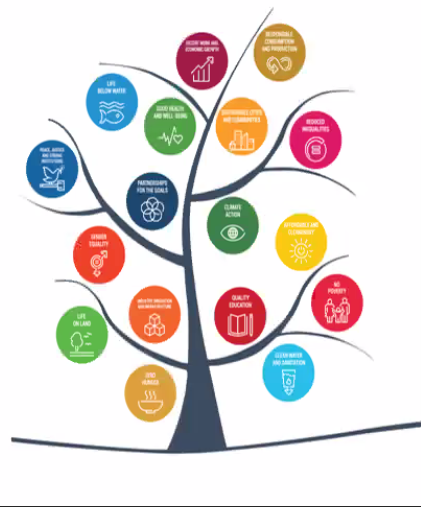 DECENT WORK AND
ECONOMIC GROWTH
RESPONSIBLE
CONSUMPTION
AND PRODUCTION
LIFE
BELOW WATER
GOOD HEALTH
AND WELL-BEING
SUSTAINABLE CITIES
AND COMMUNITIES
REDUCED
INEQUALITIES
PEACE, JUSTICE
AND STRONG
INSTITUTIONS
PARTNERSHIPS
FOR THE GOALS
CLIMATE
ACTION
AFFORDABLE AND
GENDER
EQUALITY
NO
POVERTY
QUALITY
EDUCATION
LIFE
ON LAND
CLEAN WATER
AND SANITATION
ZERO
HUNGER